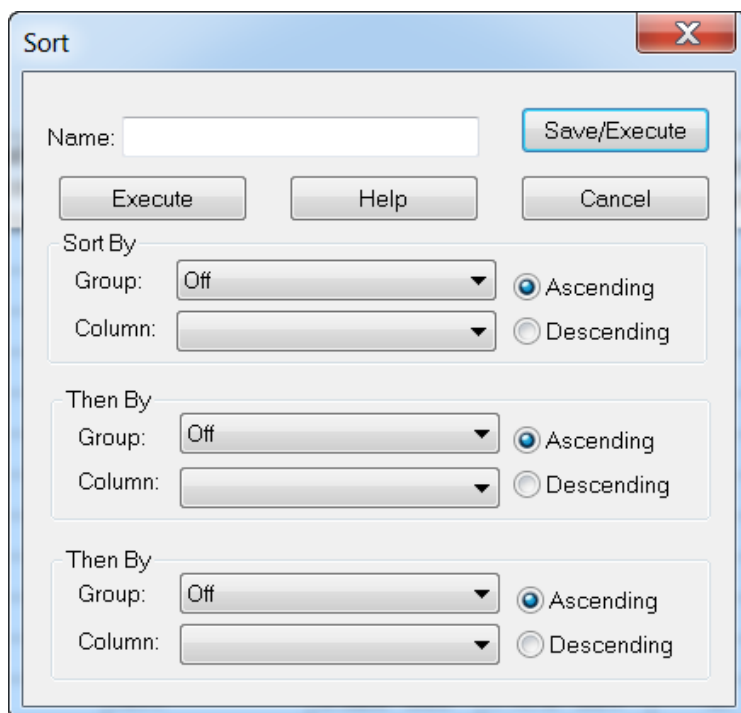 Sort
Name:
Save/Execute
Execute Help Cancel
Sort By
Group: Off Ascending
Column: Descending
Then By
Group: Off Ascending
Column: Descending
Then By
Group: Off Ascending
Column: Descending